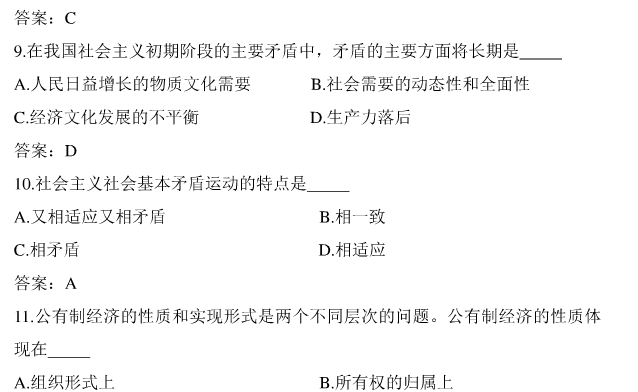 答案：C
9.在我国社会主义初期阶段的主要矛盾中，矛盾的主要方面将长期是_____
A.人民日益增长的物质文化需要 B.社会需要的动态性和全面性
C.经济文化发展的不平衡 D.生产力落后
答案：D
10.社会主义社会基本矛盾运动的特点是_____
A.又相适应又相矛盾 B.相一致
C.相矛盾 D.相适应
答案：A
11.公有制经济的性质和实现形式是两个不同层次的问题。公有制经济的性质体
现在_____
A.组织形式上 B.所有权的归属上